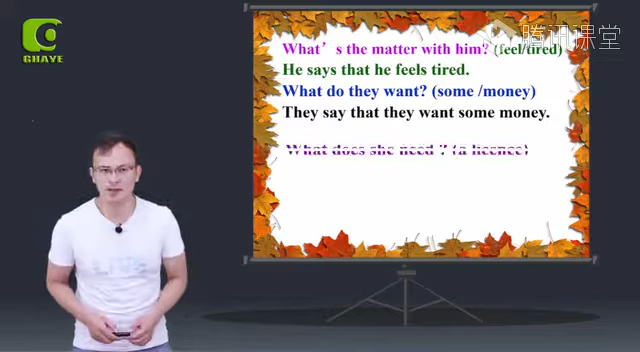 GHAYE
腾讯课堂
What's the matter with him? (feel/tired)
He says that he feels tired.
What do they want? (some /money)
They say that they want some money.
What does she need ? (a licence)
LIVE